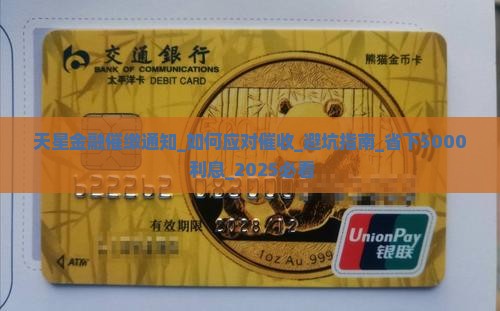 交通銀行
BANK OF COMMUNICATIONS
太平洋卡 DEBIT CARD
熊猫金币卡
天星金融催缴通知_如何应对催收_避坑指南_省下5000
利息_2025必看
有效期限 2028/12
1oz Au .999
ATM
UnionPay
银联